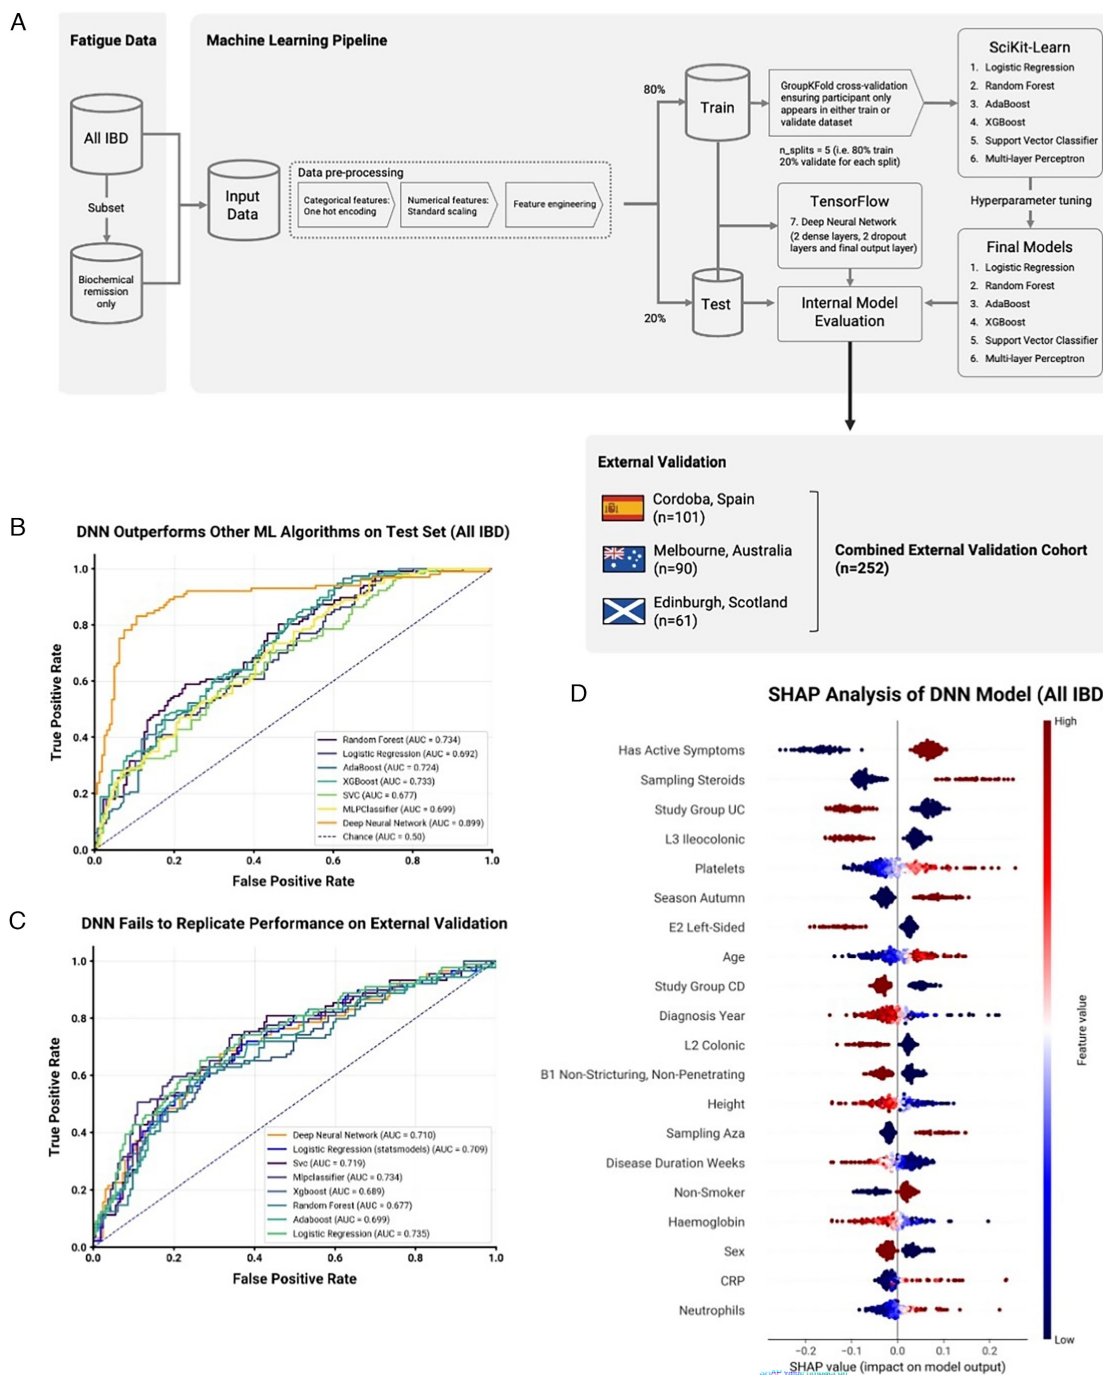 A
Fatigue Data
All IBD
Subset
Biochemical
remission
only
Machine Learning Pipeline
Input
Data
Data pre-processing
Categorical features:
One hot encoding
Numerical features:
Standard scaling
Feature engineering
80%
20%
Train
Test
GroupKFold cross-validation
ensuring participant only
appears in either train or
validate dataset
n_splits = 5 (i.e. 80% train
20% validate for each split)
TensorFlow
7. Deep Neural Network
(2 dense layers, 2 dropout
layers and final output layer)
Internal Model
Evaluation
SciKit-Learn
1. Logistic Regression
2. Random Forest
3. AdaBoost
4. XGBoost
5. Support Vector Classifier
6. Multi-layer Perceptron
Hyperparameter tuning
Final Models
1. Logistic Regression
2. Random Forest
3. AdaBoost
4. XGBoost
5. Support Vector Classifier
6. Multi-layer Perceptron
External Validation
Cordoba, Spain
(n=101)
Melbourne, Australia
(n=90)
Edinburgh, Scotland
(n=61)
Combined External Validation Cohort
(n=252)
B
DNN Outperforms Other ML Algorithms on Test Set (All IBD)
True Positive Rate
1.0
0.8
0.6
0.4
0.2
0.0
Random Forest (AUC = 0.734)
Logistic Regression (AUC = 0.692)
AdaBoost (AUC = 0.724)
XGBoost (AUC = 0.733)
SVC (AUC = 0.677)
MLPClassifier (AUC = 0.699)
Deep Neural Network (AUC = 0.899)
Chance (AUC = 0.50)
0.0 0.2 0.4 0.6 0.8 1.0
False Positive Rate
C
DNN Fails to Replicate Performance on External Validation
True Positive Rate
1.0
0.8
0.6
0.4
0.2
0.0
Deep Neural Network (AUC = 0.710)
Logistic Regression (statsmodels) (AUC = 0.709)
Svc (AUC = 0.719)
Mlpclassifier (AUC = 0.734)
Xgboost (AUC = 0.689)
Random Forest (AUC = 0.677)
Adaboost (AUC = 0.699)
Logistic Regression (AUC = 0.735)
0.0 0.2 0.4 0.6 0.8 1.0
False Positive Rate
D
SHAP Analysis of DNN Model (All IBD
Has Active Symptoms
Sampling Steroids
Study Group UC
L3 Ileocolonic
Platelets
Season Autumn
E2 Left-Sided
Age
Study Group CD
Diagnosis Year
L2 Colonic
B1 Non-Stricturing, Non-Penetrating
Height
Sampling Aza
Disease Duration Weeks
Non-Smoker
Haemoglobin
Sex
CRP
Neutrophils
−0.2 −0.1 0.0 0.1 0.2
SHAP value (impact on model output)
High
Feature value
Low